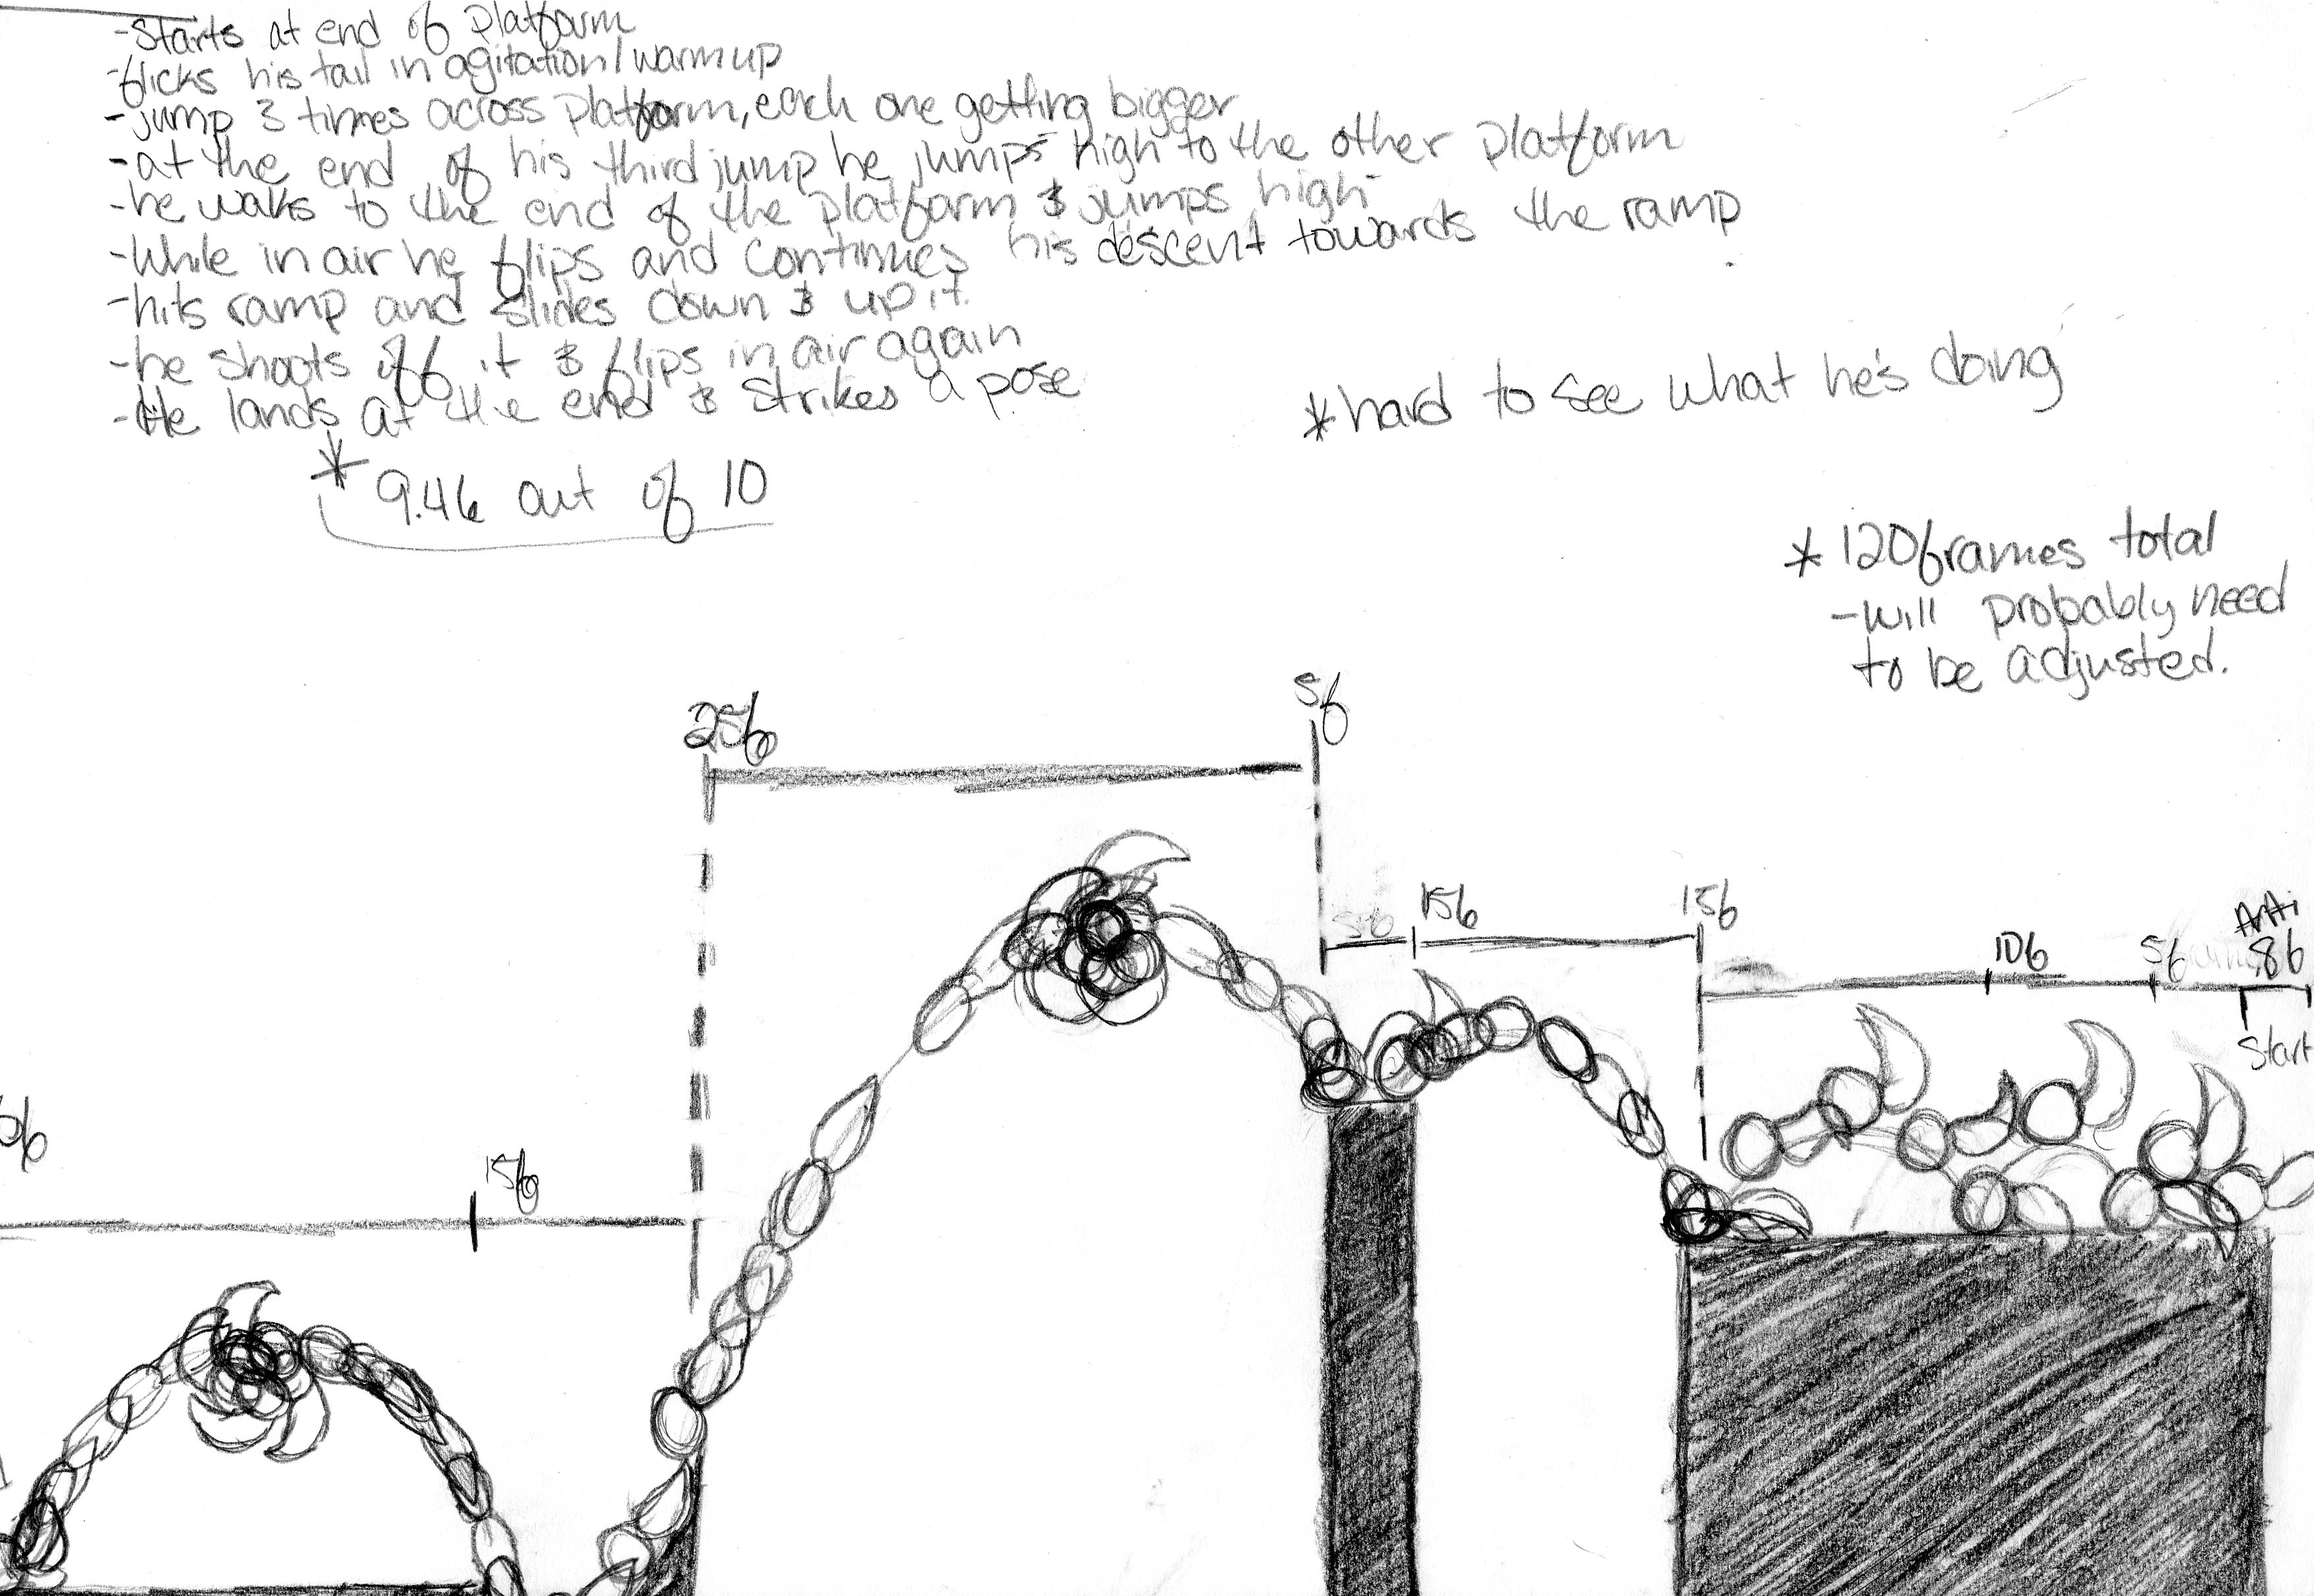 -Starts at end of platform
-flicks his tail in agitation/warmup
-jump 3 times across platform, each one getting bigger
-at the end of his third jump he jumps high to the other platform
-he walks to the end of the platform & jumps high
-While in air he flips and continues his descent towards the ramp
-hits ramp and slides down & up it.
-he shoots off it & flips in air again
-He lands at the end & strikes a pose
*hard to see what he's doing
* 9.46 out of 10
* 120frames total
-will probably need
to be adjusted.
25f
5f
5f
15f
15f
10f
5f
Anti
8f
Start
15f